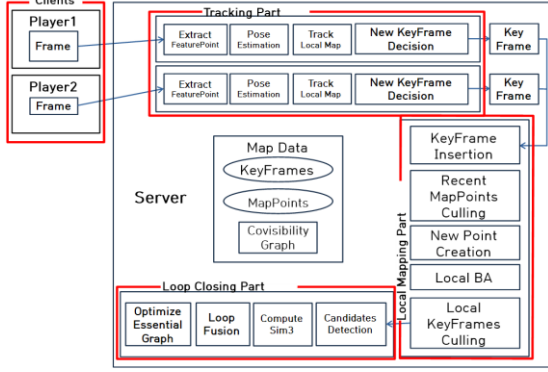 Clients
Player1
Frame
Player2
Frame
Tracking Part
Extract
FeaturePoint
Pose
Estimation
Track
Local Map
New KeyFrame
Decision
Key
Frame
Extract
FeaturePoint
Pose
Estimation
Track
Local Map
New KeyFrame
Decision
Key
Frame
Server
Map Data
KeyFrames
MapPoints
Covisibility
Graph
Local Mapping Part
KeyFrame
Insertion
Recent
MapPoints
Culling
New Point
Creation
Local BA
Local
KeyFrames
Culling
Loop Closing Part
Optimize
Essential
Graph
Loop
Fusion
Compute
Sim3
Candidates
Detection